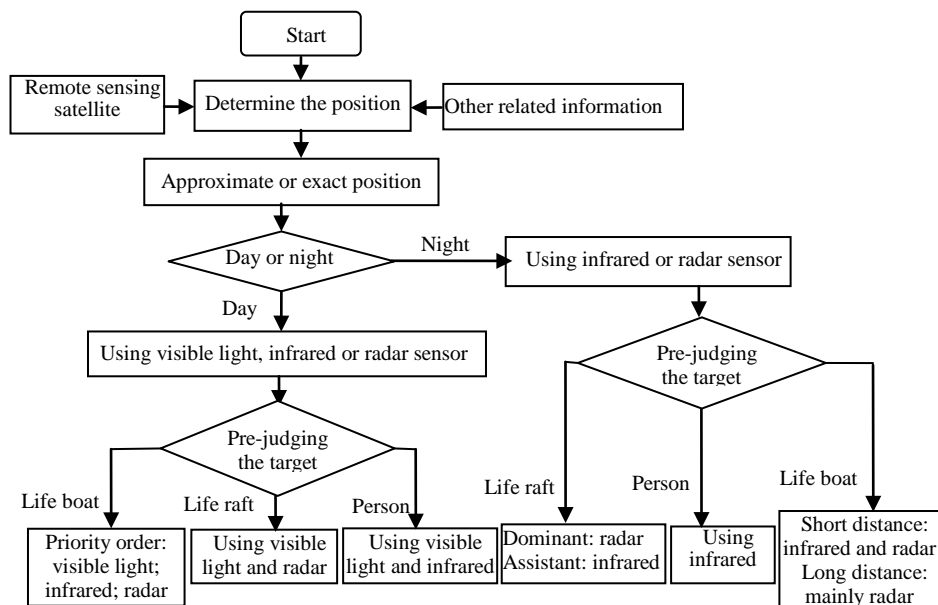 Start
Remote sensing
satellite
Determine the position
Other related information
Approximate or exact position
Day or night
Night
Using infrared or radar sensor
Day
Using visible light, infrared or radar sensor
Pre-judging
the target
Pre-judging
the target
Life boat
Life raft
Person
Life raft
Person
Life boat
Priority order:
visible light;
infrared; radar
Using visible
light and radar
Using visible
light and infrared
Dominant: radar
Assistant: infrared
Using
infrared
Short distance:
infrared and radar
Long distance:
mainly radar